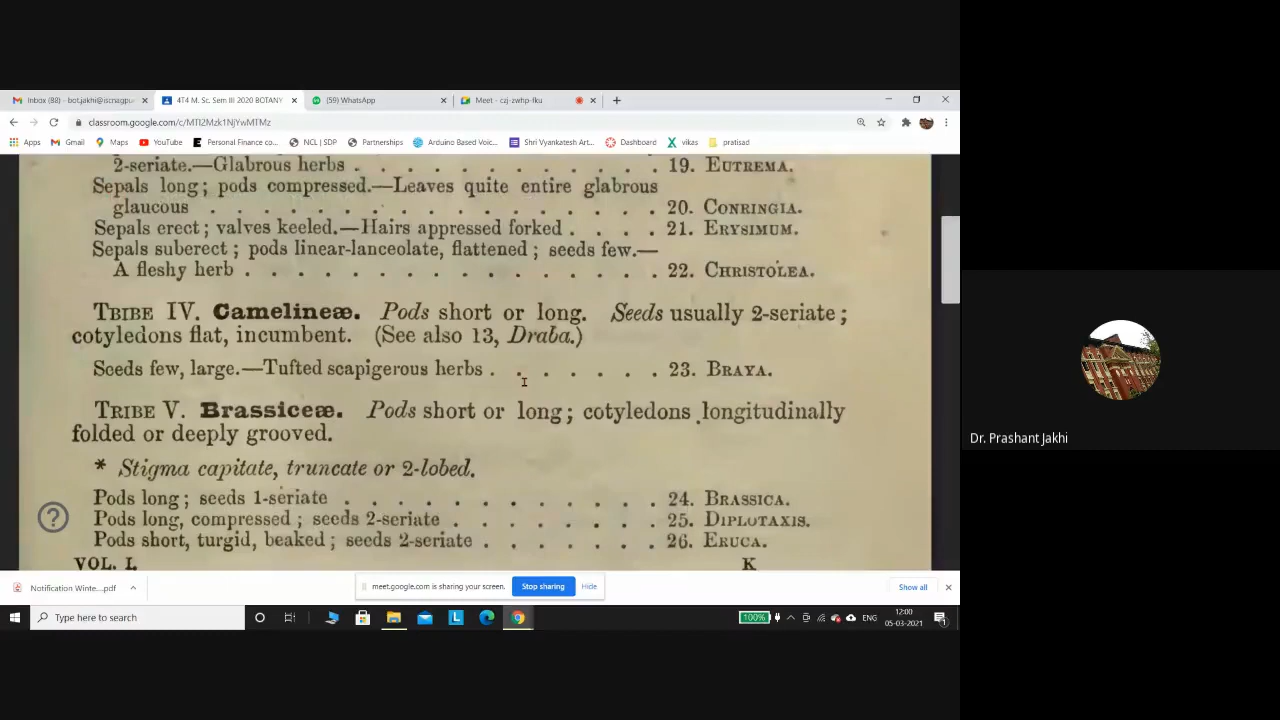 Inbox (88) - bot.jakhi@iscnagpu
4T4 M. Sc. Sem III 2020 BOTANY
(59) WhatsApp
Meet - czj-zwhp-fku
classroom.google.com/c/MTI2Mzk1NjYwMTMz
Apps Gmail YouTube Maps Personal Finance co... NCL | SDP Partnerships Arduino Based Voic... Shri Vyankatesh Art... Dashboard vikas pratisad
2-seriate.—Glabrous herbs . . . . . . . . . . . . 19. EUTREMA.
Sepals long; pods compressed.—Leaves quite entire glabrous
glaucous . . . . . . . . . . . . . . . . . 20. CONRINGIA.
Sepals erect; valves keeled.—Hairs appressed forked . . . . 21. ERYSIMUM.
Sepals suberect; pods linear-lanceolate, flattened; seeds few.—
A fleshy herb . . . . . . . . . . . . . . . . 22. CHRISTOLEA.
TRIBE IV. Camelineæ. Pods short or long. Seeds usually 2-seriate;
cotyledons flat, incumbent. (See also 13, Draba.)
Seeds few, large.—Tufted scapigerous herbs . . . . . . . 23. BRAYA.
TRIBE V. Brassiceæ. Pods short or long; cotyledons longitudinally
folded or deeply grooved.
* Stigma capitate, truncate or 2-lobed.
Pods long; seeds 1-seriate . . . . . . . . . . . . 24. BRASSICA.
Pods long, compressed; seeds 2-seriate . . . . . . . . 25. DIPLOTAXIS.
Pods short, turgid, beaked; seeds 2-seriate . . . . . . . 26. ERUCA.
VOL. I. K
Dr. Prashant Jakhi
Notification Winte....pdf
meet.google.com is sharing your screen. Stop sharing Hide
Show all
Type here to search
100%
ENG
12:00
05-03-2021